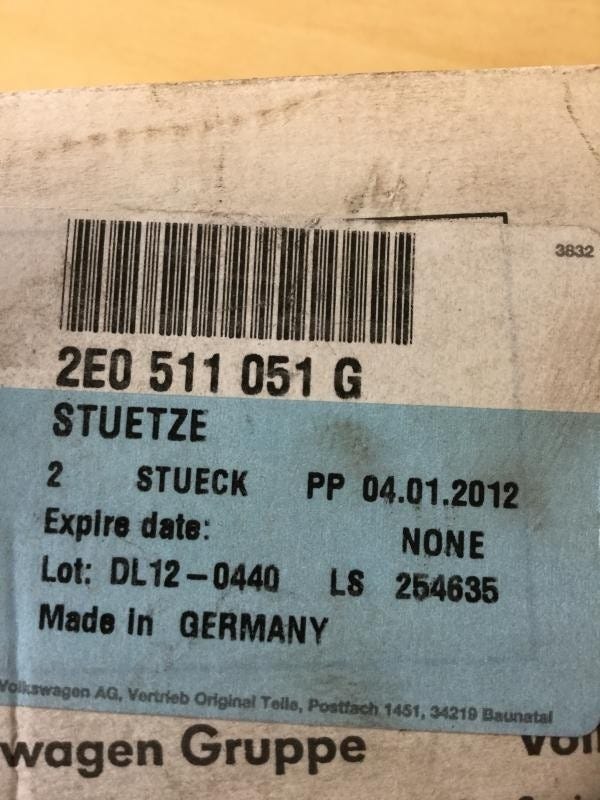 3832
2E0 511 051 G
STUETZE
2 STUECK PP 04.01.2012
Expire date: NONE
Lot: DL12-0440 LS 254635
Made in GERMANY
Volkswagen AG, Vertrieb Original Teile, Postfach 1451, 34219 Baunatal
wagen Gruppe